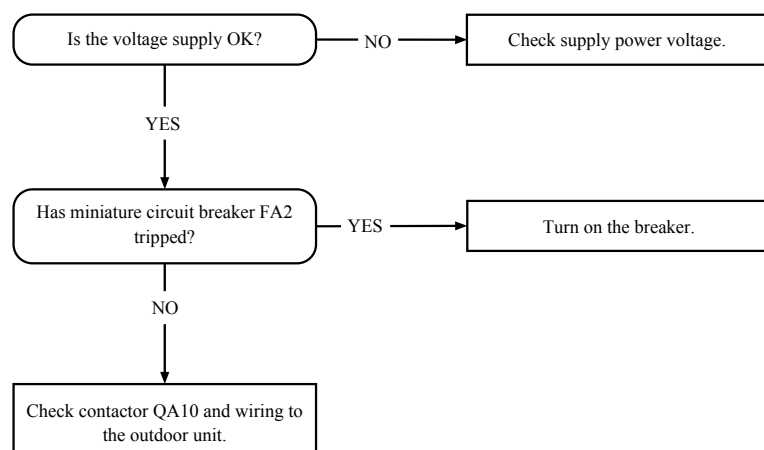 Is the voltage supply OK?
NO
Check supply power voltage.
YES
Has miniature circuit breaker FA2
tripped?
YES
Turn on the breaker.
NO
Check contactor QA10 and wiring to
the outdoor unit.